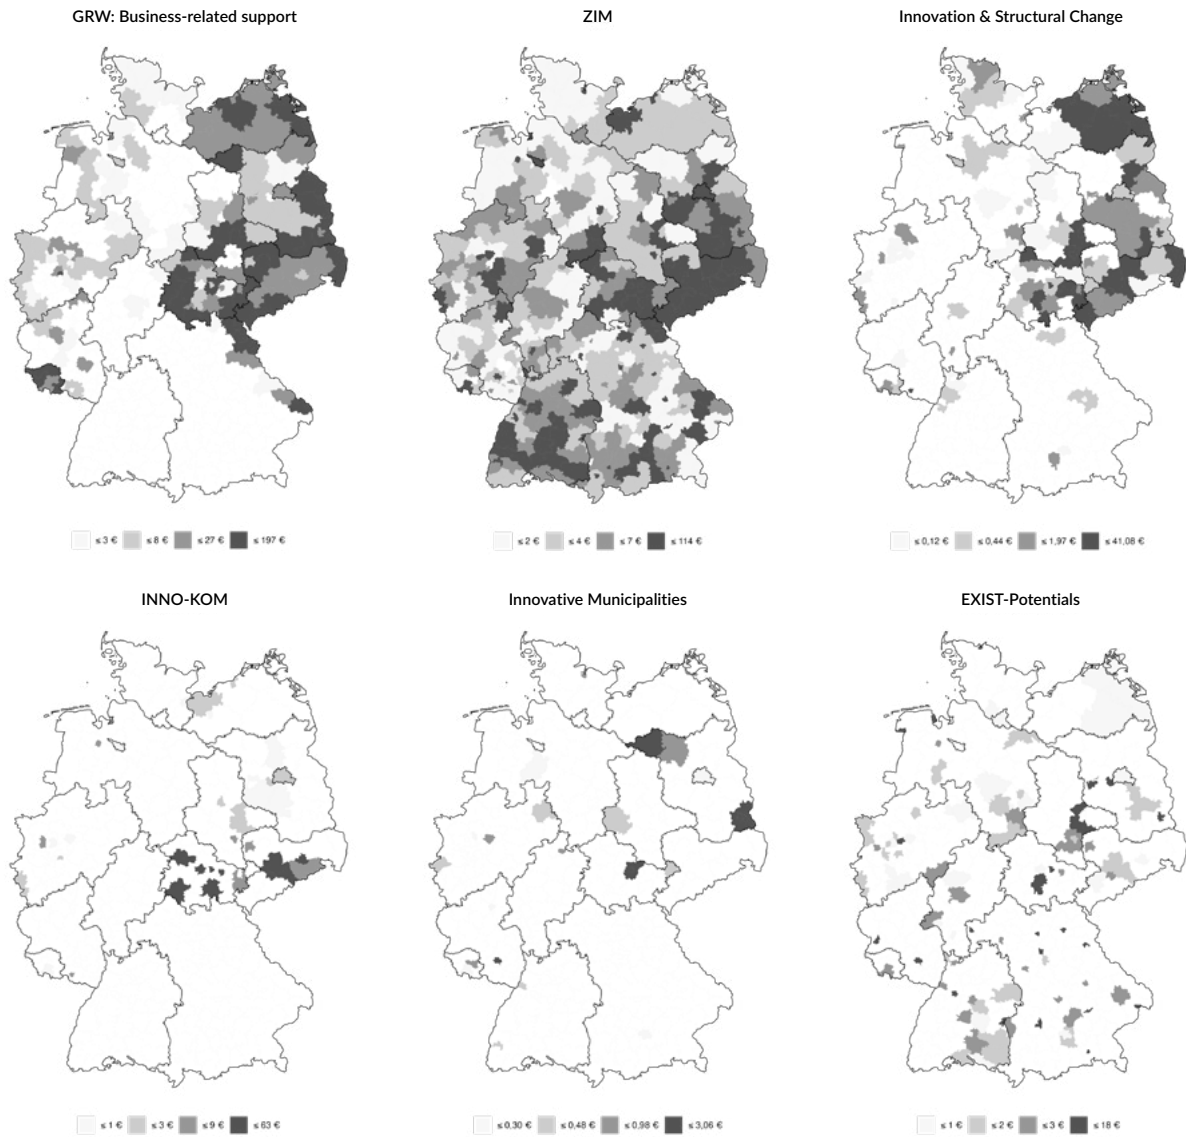 GRW: Business-related support
ZIM
Innovation & Structural Change
≤ 3 € ≤ 8 € ≤ 27 € ≤ 197 €
≤ 2 € ≤ 4 € ≤ 7 € ≤ 114 €
≤ 0,12 € ≤ 0,44 € ≤ 1,97 € ≤ 41,08 €
INNO-KOM
Innovative Municipalities
EXIST-Potentials
≤ 1 € ≤ 3 € ≤ 9 € ≤ 63 €
≤ 0,30 € ≤ 0,48 € ≤ 0,98 € ≤ 3,06 €
≤ 1 € ≤ 2 € ≤ 3 € ≤ 18 €